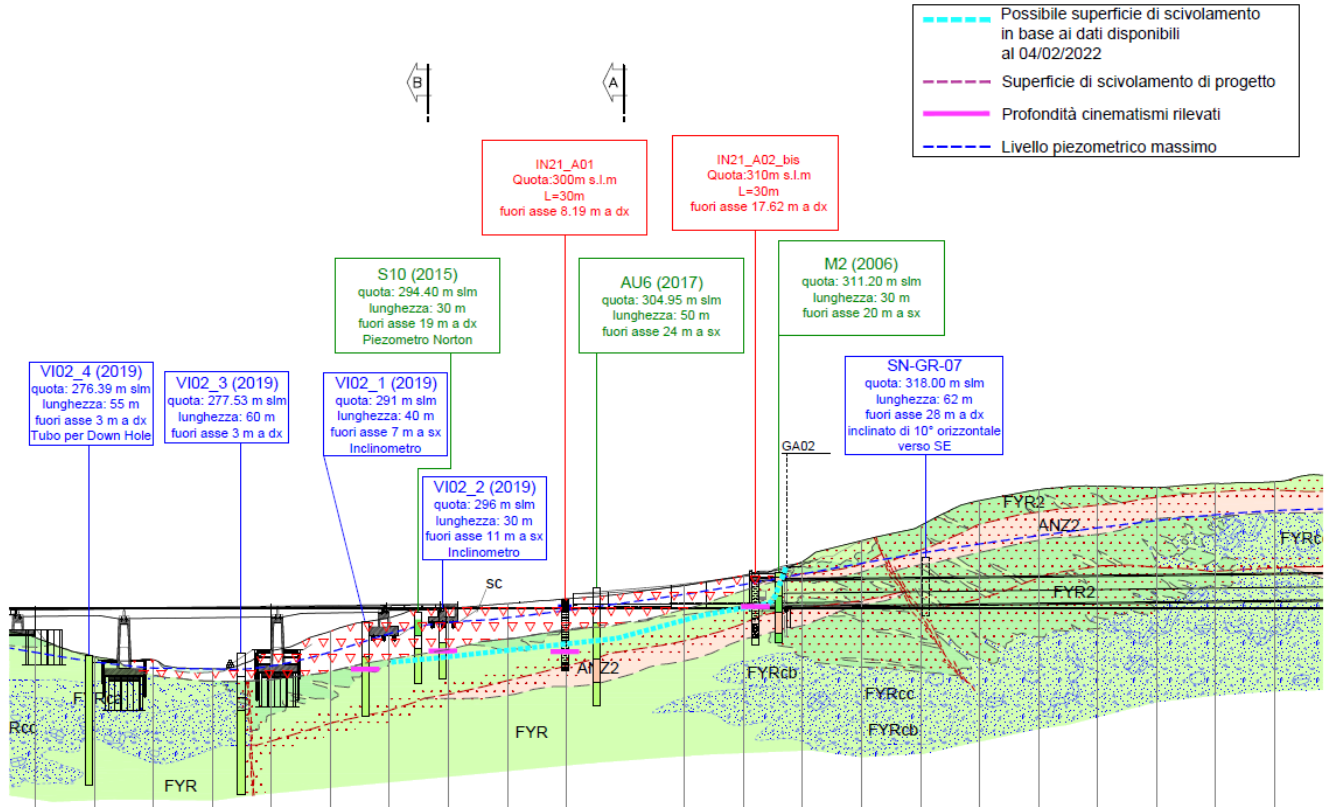 Possibile superficie di scivolamento
in base ai dati disponibili
al 04/02/2022
Superficie di scivolamento di progetto
Profondità cinematismi rilevati
Livello piezometrico massimo
B
A
IN21_A01
Quota:300m s.l.m
L=30m
fuori asse 8.19 m a dx
IN21_A02_bis
Quota:310m s.l.m
L=30m
fuori asse 17.62 m a dx
S10 (2015)
quota: 294.40 m slm
lunghezza: 30 m
fuori asse 19 m a dx
Piezometro Norton
AU6 (2017)
quota: 304.95 m slm
lunghezza: 50 m
fuori asse 24 m a sx
M2 (2006)
quota: 311.20 m slm
lunghezza: 30 m
fuori asse 20 m a sx
VI02_4 (2019)
quota: 276.39 m slm
lunghezza: 55 m
fuori asse 3 m a dx
Tubo per Down Hole
VI02_3 (2019)
quota: 277.53 m slm
lunghezza: 60 m
fuori asse 3 m a dx
VI02_1 (2019)
quota: 291 m slm
lunghezza: 40 m
fuori asse 7 m a sx
Inclinometro
SN-GR-07
quota: 318.00 m slm
lunghezza: 62 m
fuori asse 28 m a dx
inclinato di 10° orizzontale
verso SE
GA02
VI02_2 (2019)
quota: 296 m slm
lunghezza: 30 m
fuori asse 11 m a sx
Inclinometro
FYR2
ANZ2
FYRc
sc
FYR2
ANZ2
FYRcb
FYRcc
Rcc
FYR
FYRcb
FYR